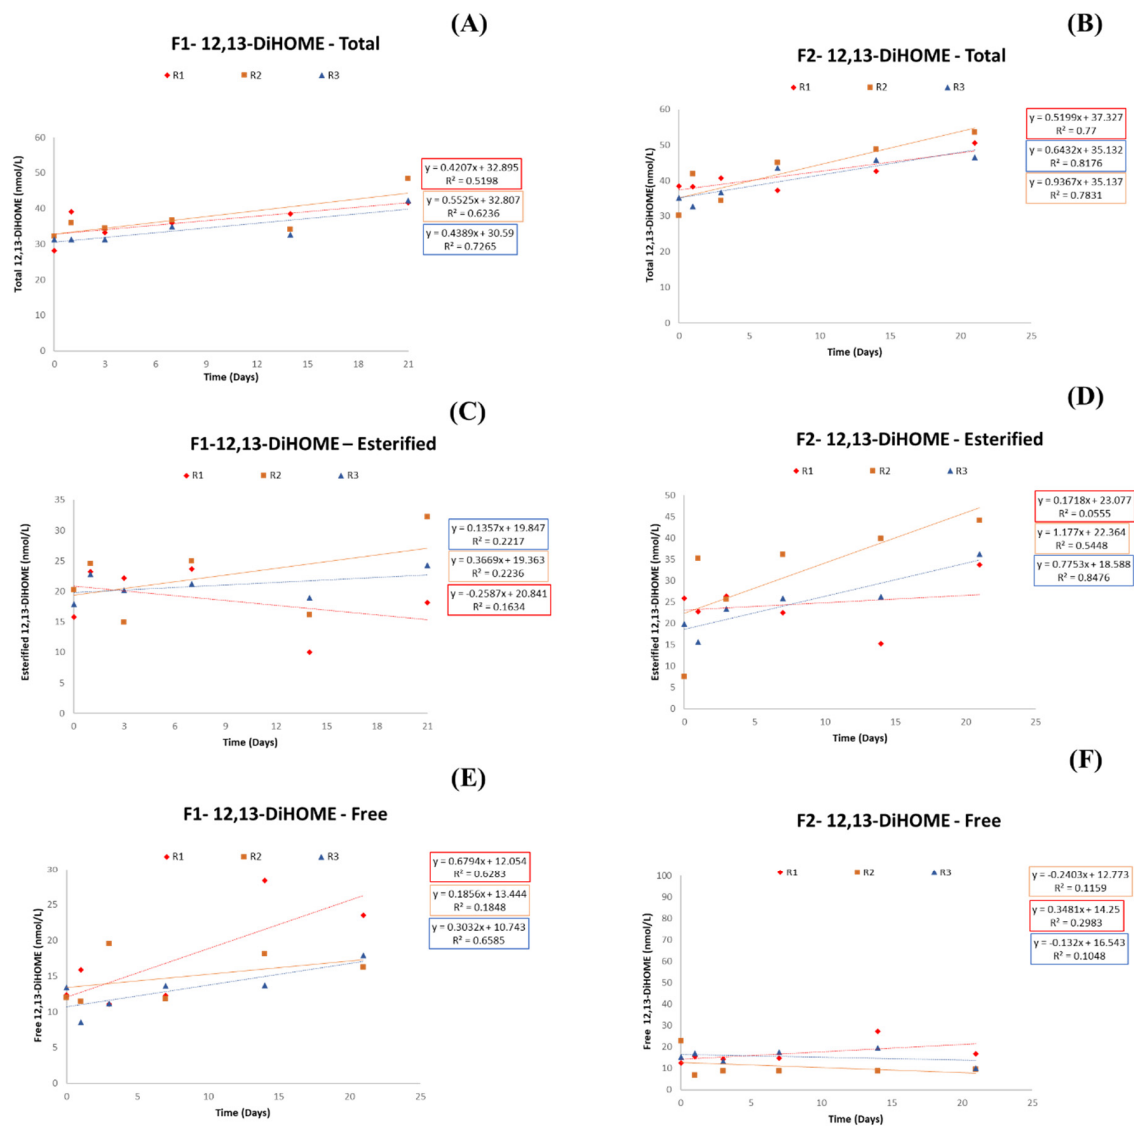 (A)
F1- 12,13-DiHOME - Total
R1 R2 R3
Total 12,13-DiHOME (nmol/L)
60
50
40
30
20
10
0
0 3 6 9 12 15 18 21
Time (Days)
y = 0.4207x + 32.895
R² = 0.5198
y = 0.5525x + 32.807
R² = 0.6236
y = 0.4389x + 30.59
R² = 0.7265
(B)
F2- 12,13-DiHOME - Total
R1 R2 R3
Total 12,13-DiHOME(nmol/L)
60
50
40
30
20
10
0
0 5 10 15 20 25
Time (Days)
y = 0.5199x + 37.327
R² = 0.77
y = 0.6432x + 35.132
R² = 0.8176
y = 0.9367x + 35.137
R² = 0.7831
(C)
F1-12,13-DiHOME – Esterified
R1 R2 R3
Esterified 12,13-DiHOME (nmol/L)
35
30
25
20
15
10
5
0
0 3 6 9 12 15 18 21
Time (Days)
y = 0.1357x + 19.847
R² = 0.2217
y = 0.3669x + 19.363
R² = 0.2236
y = -0.2587x + 20.841
R² = 0.1634
(D)
F2- 12,13-DiHOME - Esterified
R1 R2 R3
Esterified 12,13-DiHOME (nmol/L)
50
45
40
35
30
25
20
15
10
5
0
0 5 10 15 20 25
Time (Days)
y = 0.1718x + 23.077
R² = 0.0555
y = 1.177x + 22.364
R² = 0.5448
y = 0.7753x + 18.588
R² = 0.8476
(E)
F1- 12,13-DiHOME - Free
R1 R2 R3
Free 12,13-DiHOME (nmol/L)
30
25
20
15
10
5
0
0 5 10 15 20 25
Time (Days)
y = 0.6794x + 12.054
R² = 0.6283
y = 0.1856x + 13.444
R² = 0.1848
y = 0.3032x + 10.743
R² = 0.6585
(F)
F2- 12,13-DiHOME - Free
R1 R2 R3
Free 12,13-DiHOME (nmol/L)
100
90
80
70
60
50
40
30
20
10
0
0 5 10 15 20 25
Time (Days)
y = -0.2403x + 12.773
R² = 0.1159
y = 0.3481x + 14.25
R² = 0.2983
y = -0.132x + 16.543
R² = 0.1048